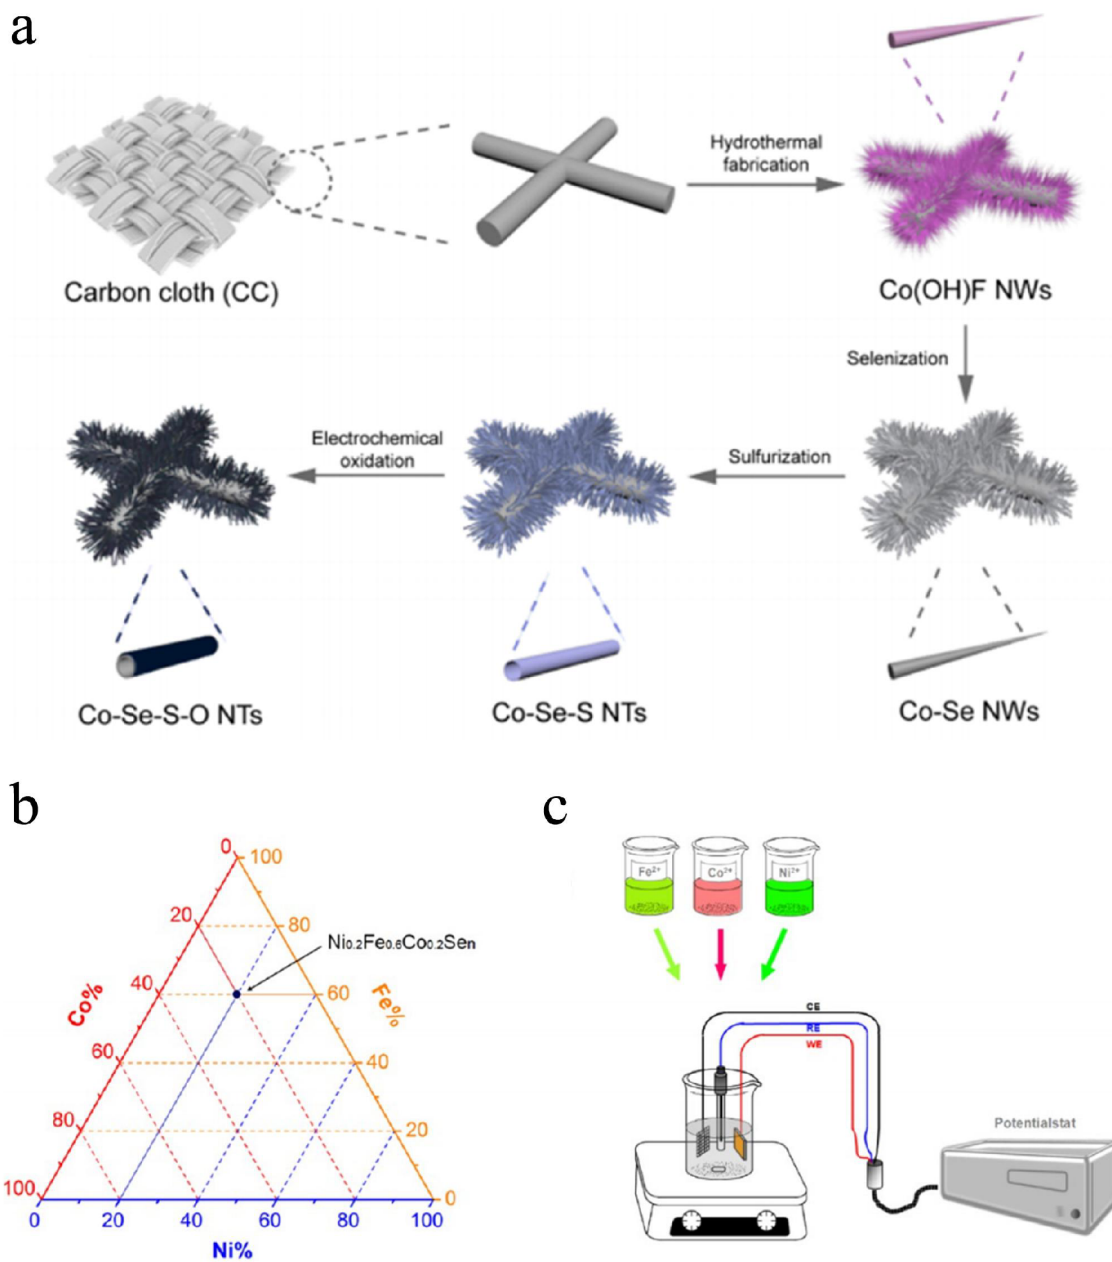 a
Hydrothermal
fabrication
Carbon cloth (CC)
Co(OH)F NWs
Selenization
Electrochemical
oxidation
Sulfurization
Co-Se-S-O NTs
Co-Se-S NTs
Co-Se NWs
b
0
100
20
80
Ni0.2Fe0.6Co0.2Sen
40
60
Co%
Fe%
60
40
80
20
100
0
0
20
40
60
80
100
Ni%
c
Fe2+
Co2+
Ni2+
CE
RE
WE
Potentialstat